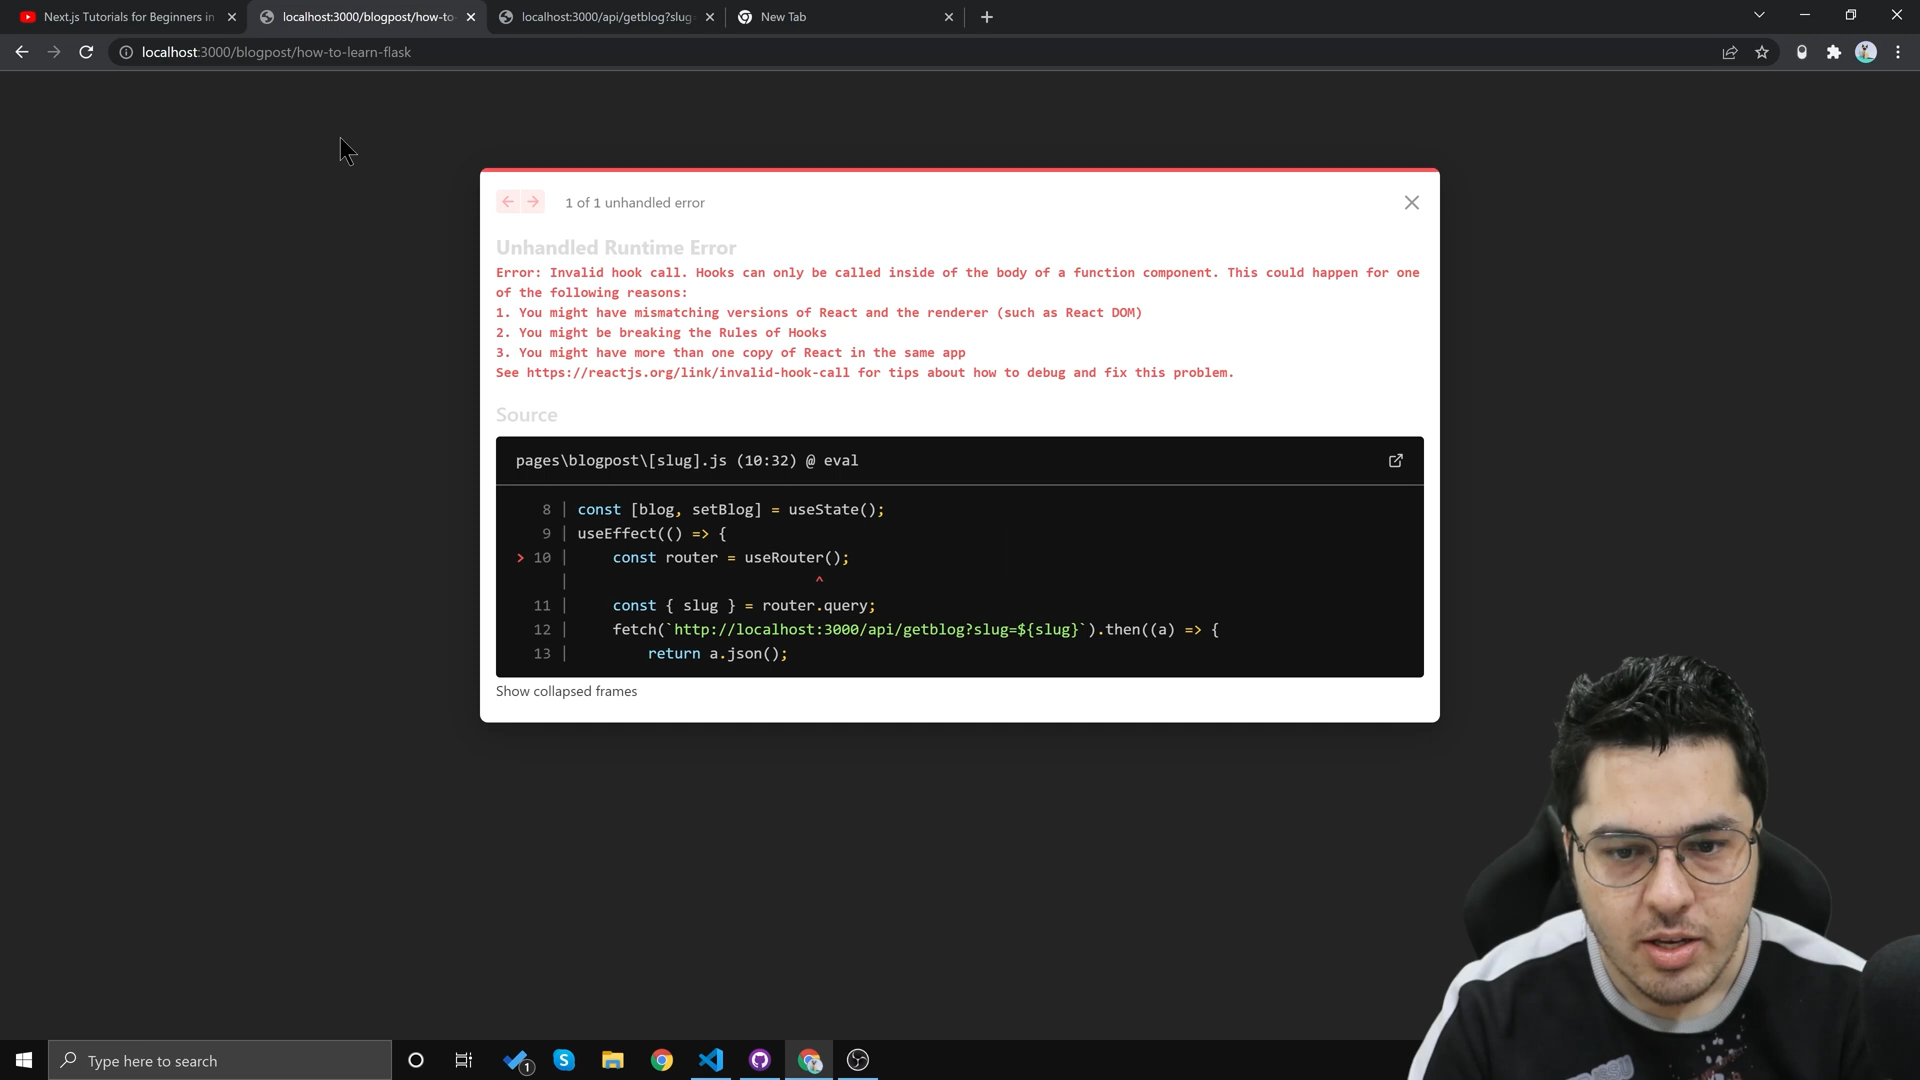 Next.js Tutorials for Beginners in
localhost:3000/blogpost/how-to-
localhost:3000/api/getblog?slug
New Tab
localhost:3000/blogpost/how-to-learn-flask
1 of 1 unhandled error
Unhandled Runtime Error
Error: Invalid hook call. Hooks can only be called inside of the body of a function component. This could happen for one
of the following reasons:
1. You might have mismatching versions of React and the renderer (such as React DOM)
2. You might be breaking the Rules of Hooks
3. You might have more than one copy of React in the same app
See https://reactjs.org/link/invalid-hook-call for tips about how to debug and fix this problem.
Source
pages\blogpost\[slug].js (10:32) @ eval
8 | const [blog, setBlog] = useState();
9 | useEffect(() => {
> 10 | const router = useRouter();
| ^
11 | const { slug } = router.query;
12 | fetch(`http://localhost:3000/api/getblog?slug=${slug}`).then((a) => {
13 | return a.json();
Show collapsed frames
Type here to search
1
S